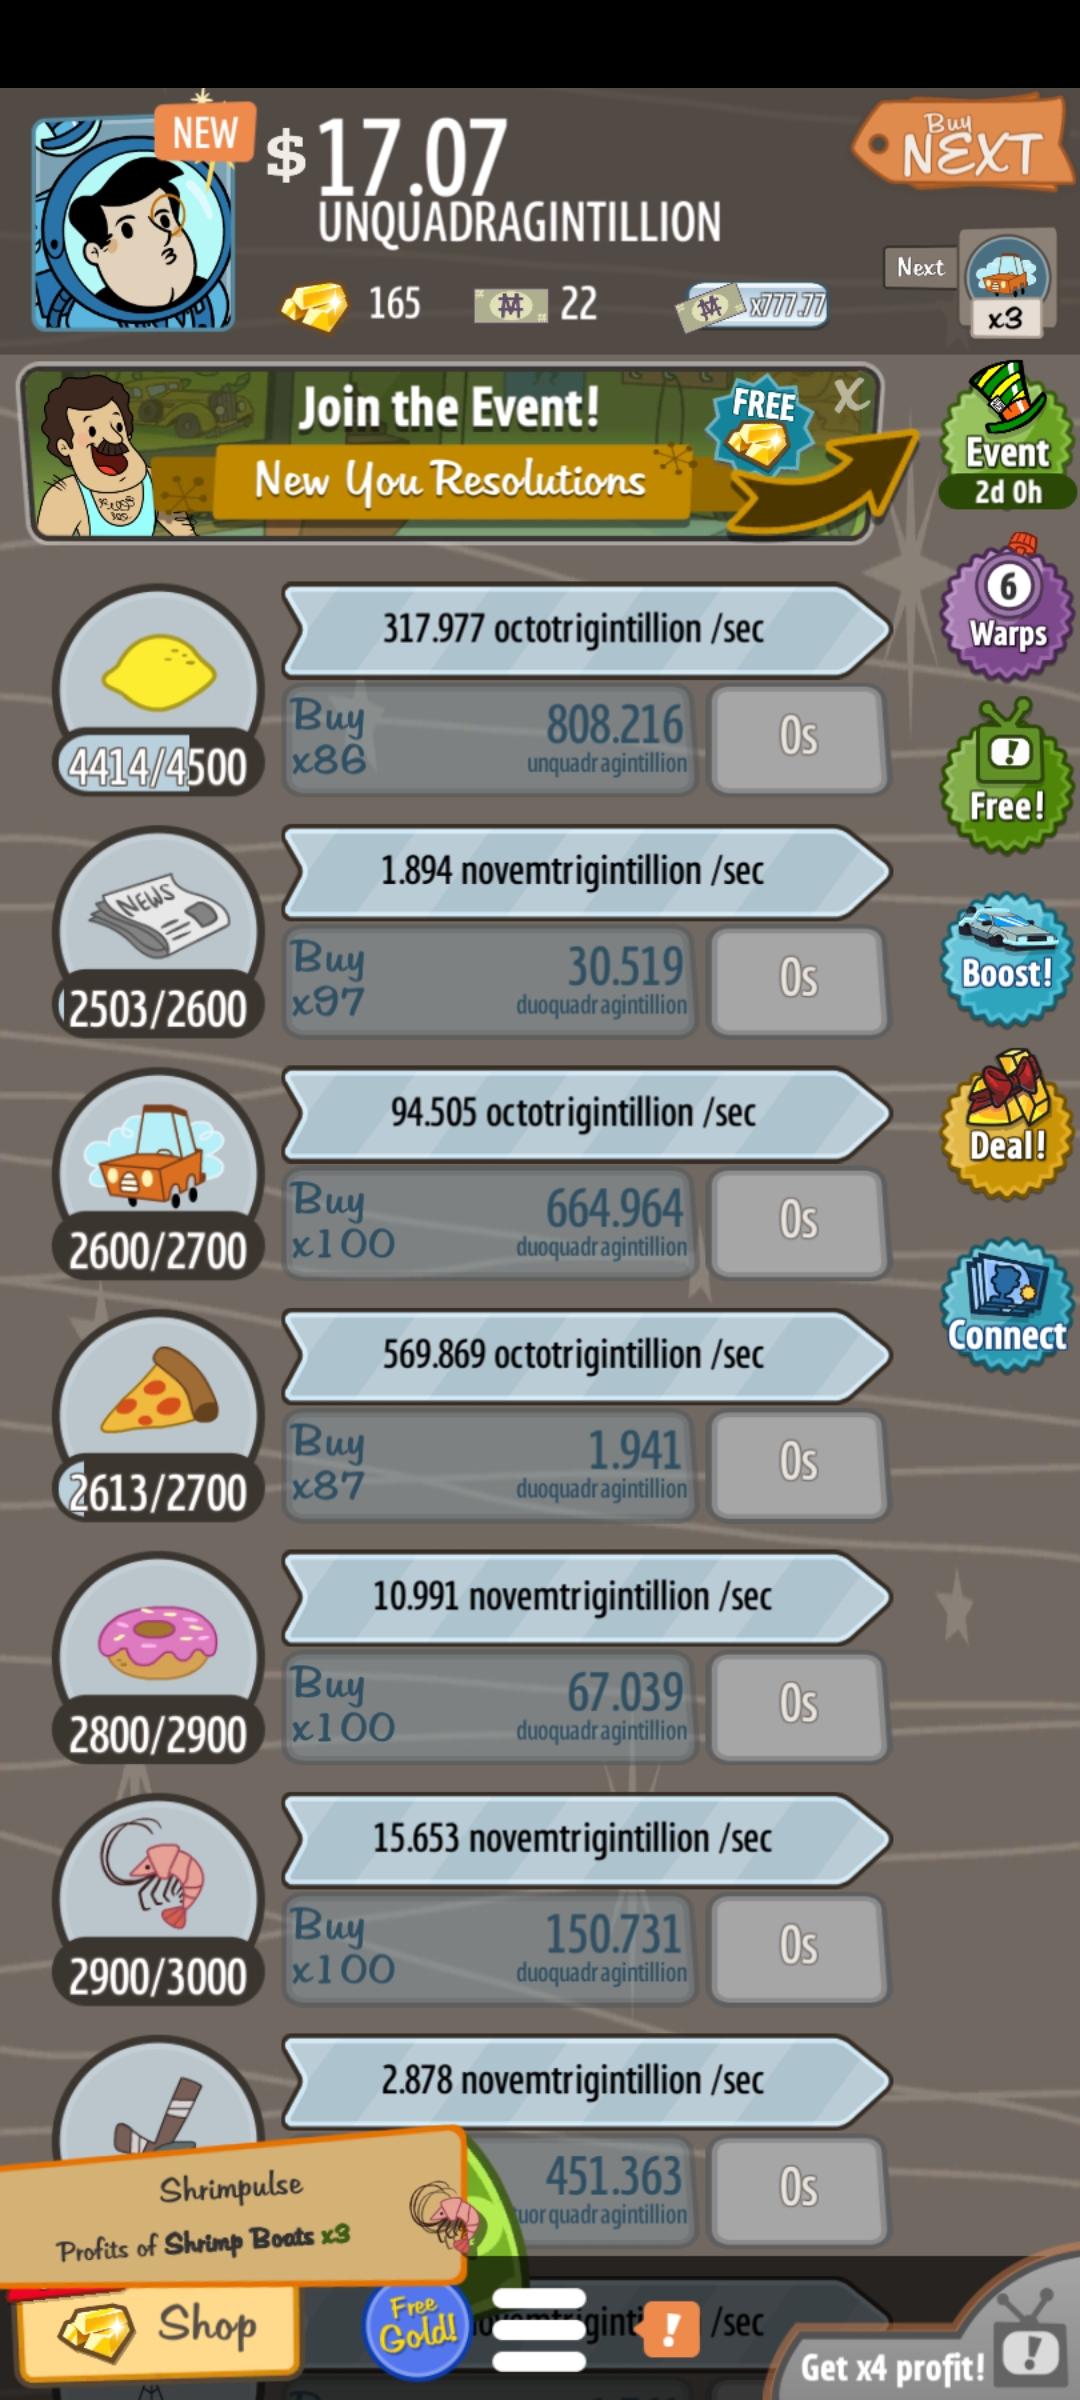 NEW
$17.07
UNQUADRAGINTILLION
Buy
NEXT
165
22
x777.77
Next
x3
Join the Event!
New You Resolutions
FREE
X
Event
2d 0h
317.977 octotrigintillion /sec
4414/4500
Buy
x86
808.216
unquadragintillion
0s
6
Warps
Free!
1.894 novemtrigintillion /sec
NEWS
2503/2600
Buy
x97
30.519
duoquadragintillion
0s
Boost!
94.505 octotrigintillion /sec
2600/2700
Buy
x100
664.964
duoquadragintillion
0s
Deal!
Connect
569.869 octotrigintillion /sec
2613/2700
Buy
x87
1.941
duoquadragintillion
0s
10.991 novemtrigintillion /sec
2800/2900
Buy
x100
67.039
duoquadragintillion
0s
15.653 novemtrigintillion /sec
2900/3000
Buy
x100
150.731
duoquadragintillion
0s
2.878 novemtrigintillion /sec
451.363
uorquadragintillion
0s
Shrimpulse
Profits of Shrimp Boats x3
Shop
Free
Gold!
/sec
!
Get x4 profit!